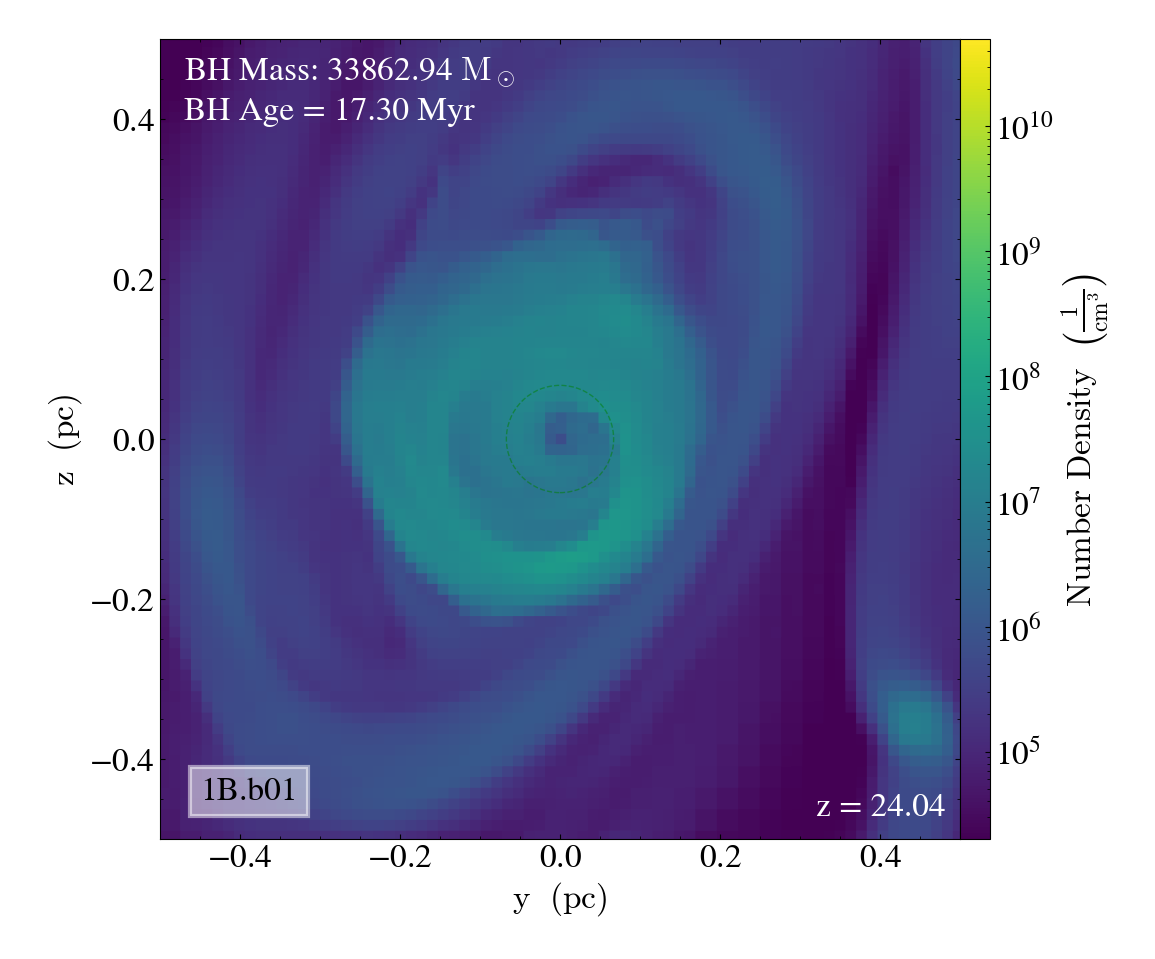 BH Mass: 33862.94 M⊙
BH Age = 17.30 Myr
0.4
0.2
0.0
−0.2
−0.4
z (pc)
1B.b01
z = 24.04
−0.4 −0.2 0.0 0.2 0.4
y (pc)
10¹⁰
10⁹
10⁸
10⁷
10⁶
10⁵
Number Density (1/cm³)